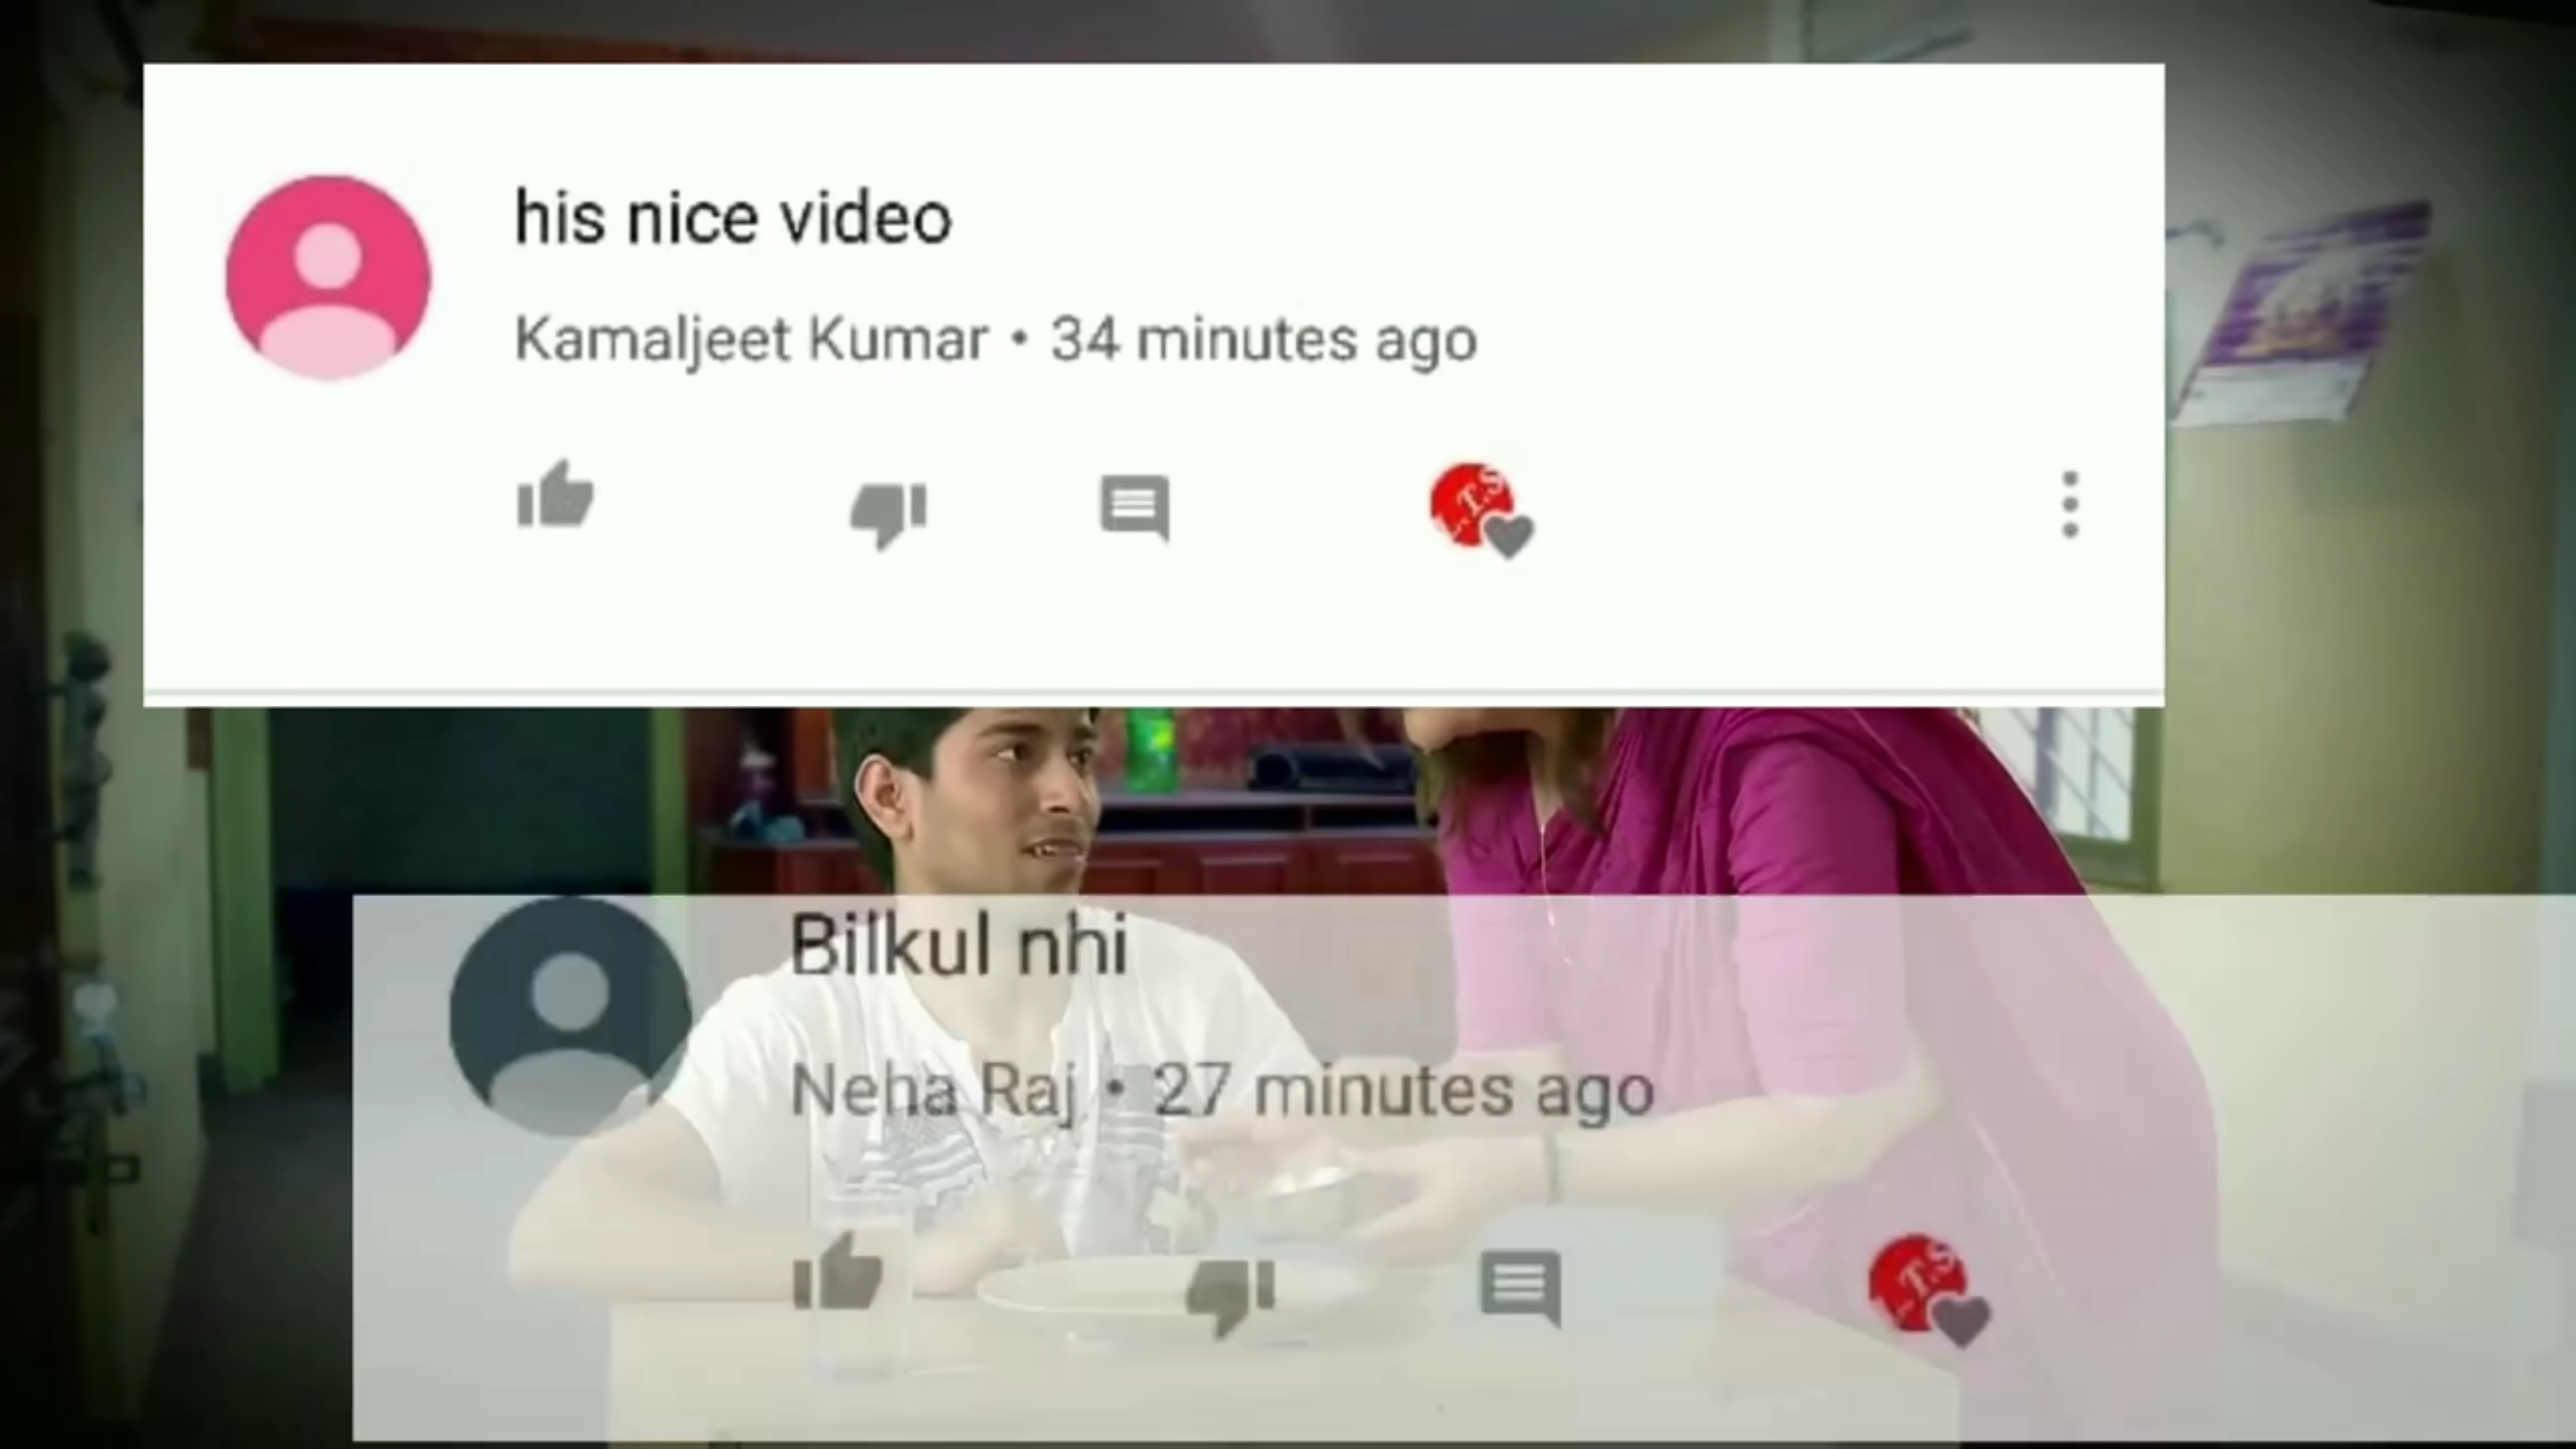 his nice video
Kamaljeet Kumar • 34 minutes ago
.T.S
Bilkul nhi
Neha Raj • 27 minutes ago
.T.S